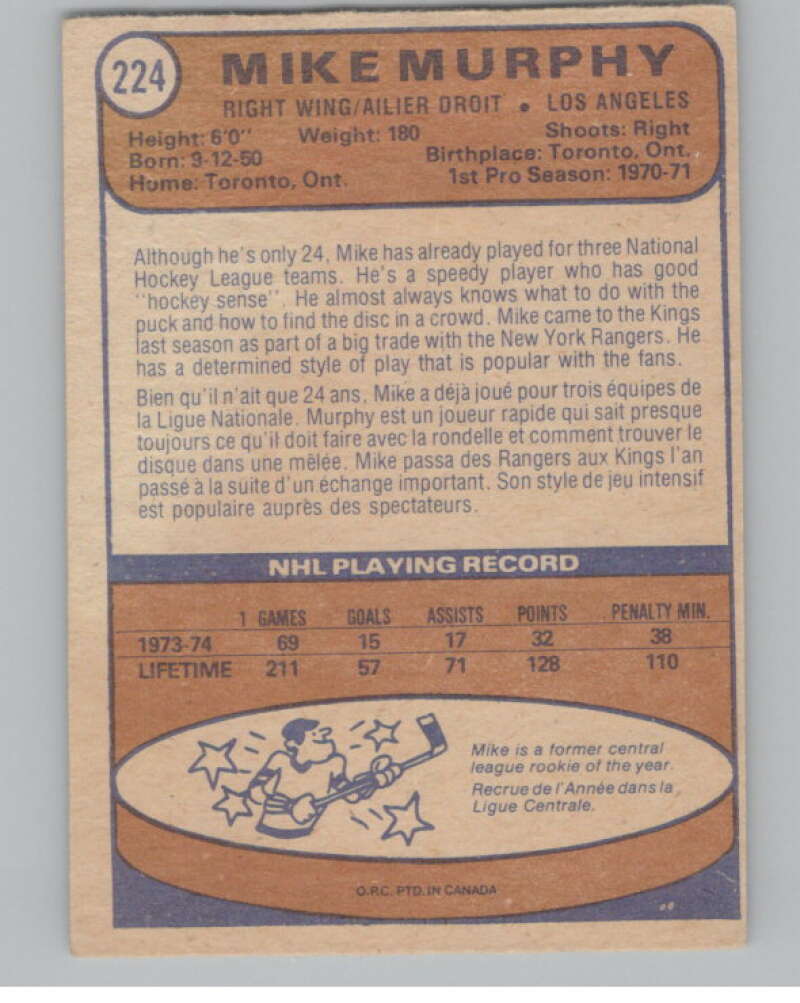 224
MIKE MURPHY
RIGHT WING/AILIER DROIT • LOS ANGELES
Height: 6'0" Weight: 180 Shoots: Right
Born: 9-12-50 Birthplace: Toronto, Ont.
Home: Toronto, Ont. 1st Pro Season: 1970-71
Although he's only 24, Mike has already played for three National
Hockey League teams. He's a speedy player who has good
"hockey sense". He almost always knows what to do with the
puck and how to find the disc in a crowd. Mike came to the Kings
last season as part of a big trade with the New York Rangers. He
has a determined style of play that is popular with the fans.
Bien qu'il n'ait que 24 ans, Mike a déjà joué pour trois équipes de
la Ligue Nationale. Murphy est un joueur rapide qui sait presque
toujours ce qu'il doit faire avec la rondelle et comment trouver le
disque dans une mêlée. Mike passa des Rangers aux Kings l'an
passé à la suite d'un échange important. Son style de jeu intensif
est populaire auprès des spectateurs.
NHL PLAYING RECORD
1 GAMES GOALS ASSISTS POINTS PENALTY MIN.
1973-74 69 15 17 32 38
LIFETIME 211 57 71 128 110
Mike is a former central
league rookie of the year.
Recrue de l'Année dans la
Ligue Centrale.
O.P.C. PTD. IN CANADA